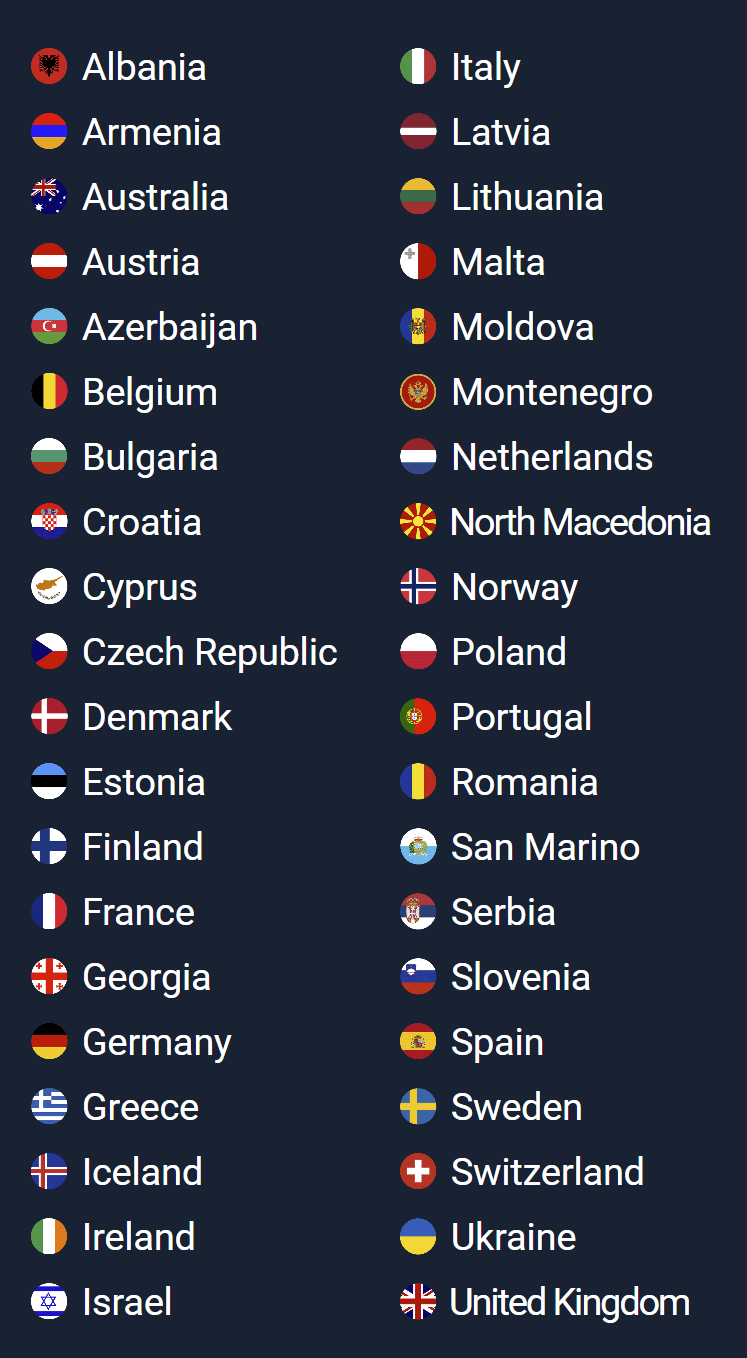 Albania
Armenia
Australia
Austria
Azerbaijan
Belgium
Bulgaria
Croatia
Cyprus
Czech Republic
Denmark
Estonia
Finland
France
Georgia
Germany
Greece
Iceland
Ireland
Israel
Italy
Latvia
Lithuania
Malta
Moldova
Montenegro
Netherlands
North Macedonia
Norway
Poland
Portugal
Romania
San Marino
Serbia
Slovenia
Spain
Sweden
Switzerland
Ukraine
United Kingdom